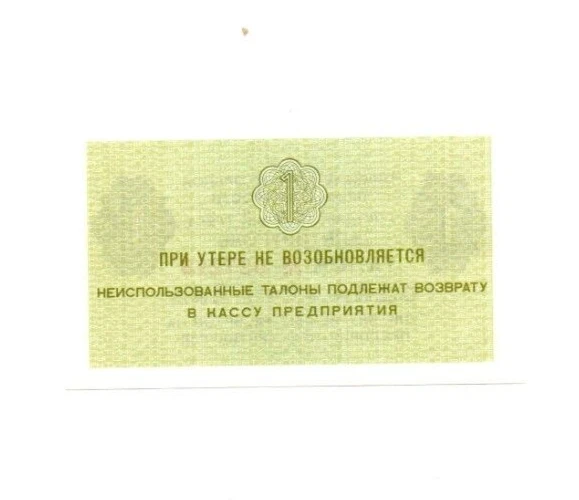 1
ПРИ УТЕРЕ НЕ ВОЗОБНОВЛЯЕТСЯ
НЕИСПОЛЬЗОВАННЫЕ ТАЛОНЫ ПОДЛЕЖАТ ВОЗВРАТУ
В КАССУ ПРЕДПРИЯТИЯ